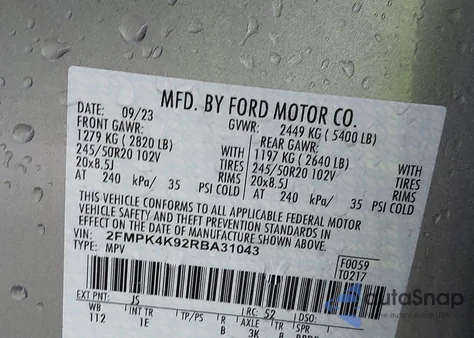 MFD. BY FORD MOTOR CO.
DATE: 09/23 GVWR: 2449 KG ( 5400 LB)
FRONT GAWR: REAR GAWR:
1279 KG ( 2820 LB) WITH 1197 KG ( 2640 LB) WITH
245/50R20 102V TIRES 245/50R20 102V TIRES
20x8.5J RIMS 20x8.5J RIMS
AT 240 kPa/ 35 PSI COLD AT 240 kPa/ 35 PSI COLD
THIS VEHICLE CONFORMS TO ALL APPLICABLE FEDERAL MOTOR
VEHICLE SAFETY AND THEFT PREVENTION STANDARDS
IN EFFECT ON THE DATE OF MANUFACTURE SHOWN ABOVE.
VIN: 2FMPK4K92RBA31043 F0059
TYPE: MPV T0217
EXT PNT: JS RC: 52 DSO:
WB INT TR TP/PS R AXLE TR SPR
112 1E B 3K B
autoSnap